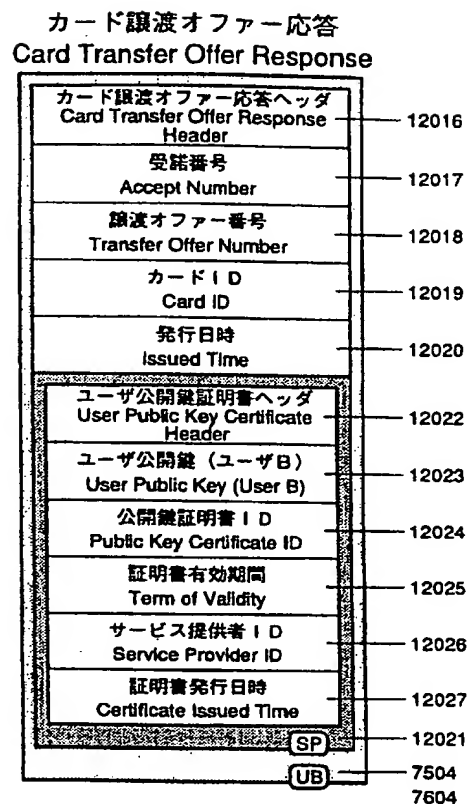 カード譲渡オファー応答
Card Transfer Offer Response
カード譲渡オファー応答ヘッダ
Card Transfer Offer Response
Header
12016
受諾番号
Accept Number
12017
譲渡オファー番号
Transfer Offer Number
12018
カードID
Card ID
12019
発行日時
Issued Time
12020
ユーザ公開鍵証明書ヘッダ
User Public Key Certificate
Header
12022
ユーザ公開鍵(ユーザB)
User Public Key (User B)
12023
公開鍵証明書ID
Public Key Certificate ID
12024
証明書有効期間
Term of Validity
12025
サービス提供者ID
Service Provider ID
12026
証明書発行日時
Certificate Issued Time
12027
SP
12021
UB
7504
7604